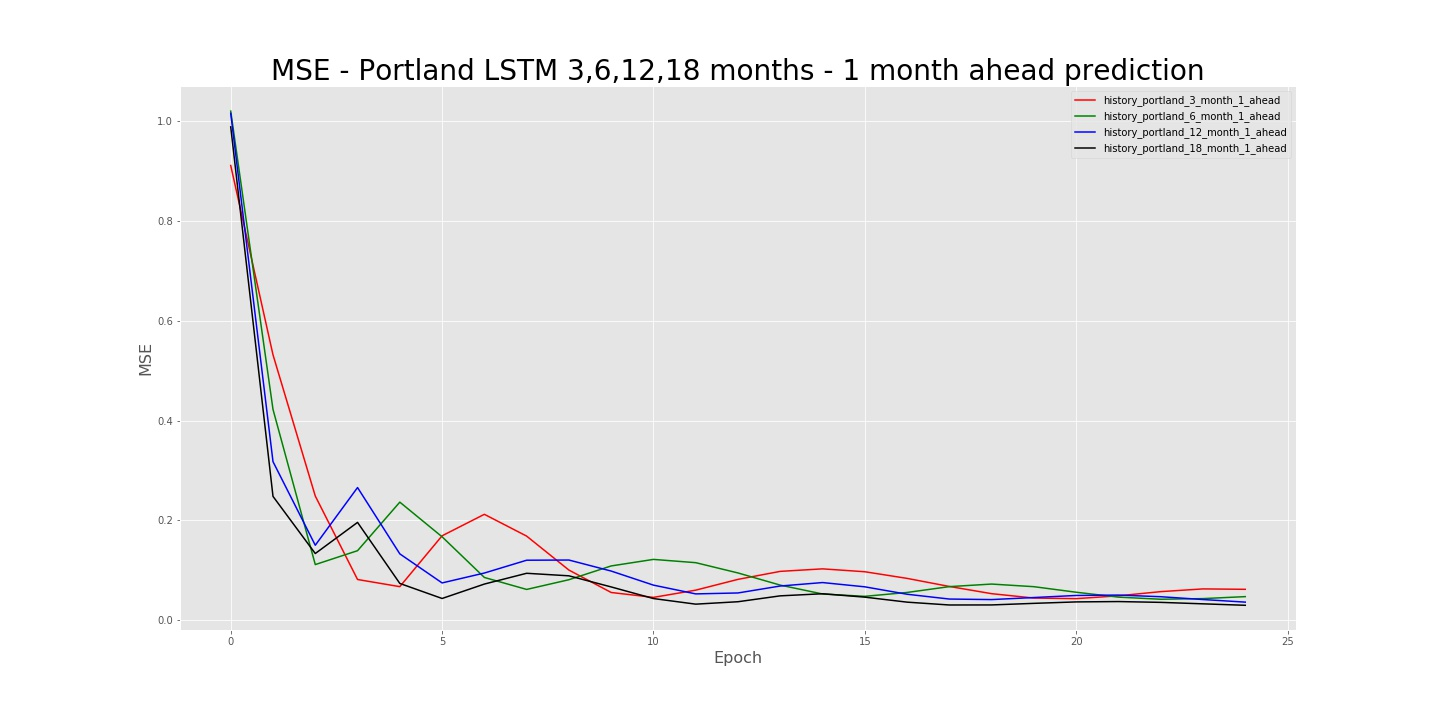 MSE - Portland LSTM 3,6,12,18 months - 1 month ahead prediction
history_portland_3_month_1_ahead
history_portland_6_month_1_ahead
history_portland_12_month_1_ahead
history_portland_18_month_1_ahead
1.0
0.8
0.6
0.4
0.2
0.0
MSE
0 5 10 15 20 25
Epoch